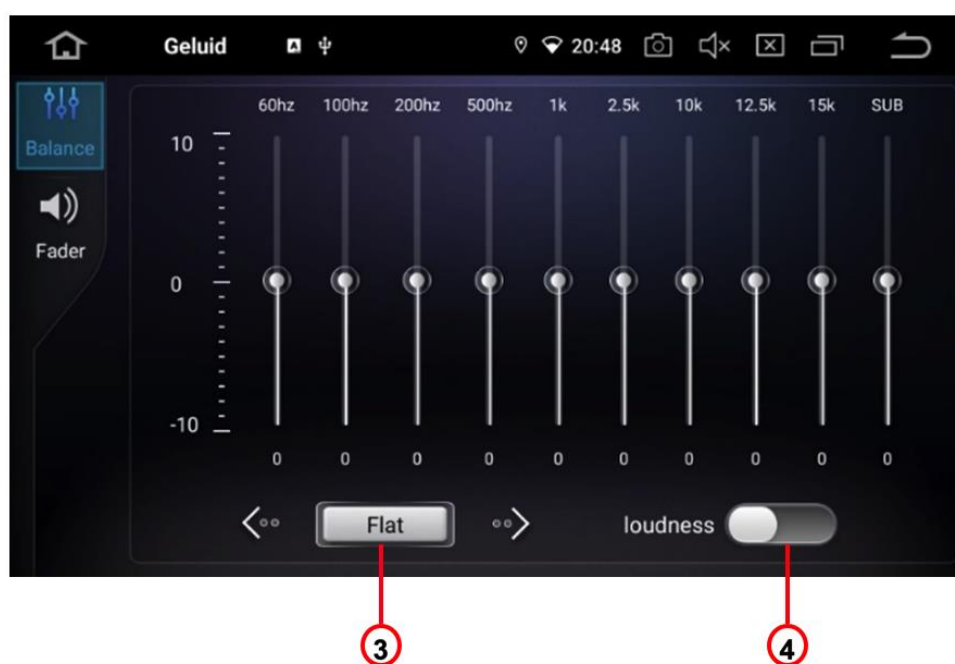 Geluid 20:48
Balance
Fader
60hz 100hz 200hz 500hz 1k 2.5k 10k 12.5k 15k SUB
10
0
-10
0 0 0 0 0 0 0 0 0 0
Flat
loudness
3
4